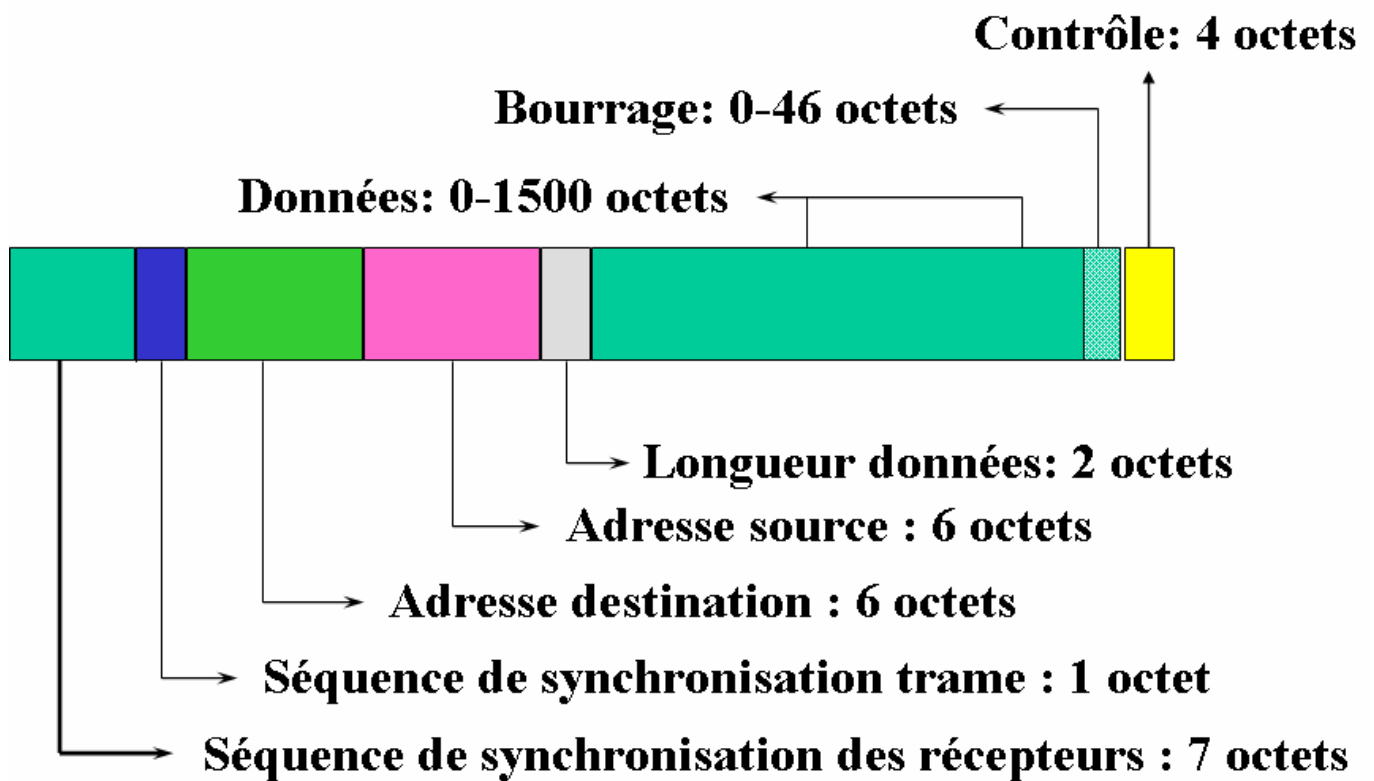 Contrôle: 4 octets
Bourrage: 0-46 octets
Données: 0-1500 octets
Longueur données: 2 octets
Adresse source : 6 octets
Adresse destination : 6 octets
Séquence de synchronisation trame : 1 octet
Séquence de synchronisation des récepteurs : 7 octets